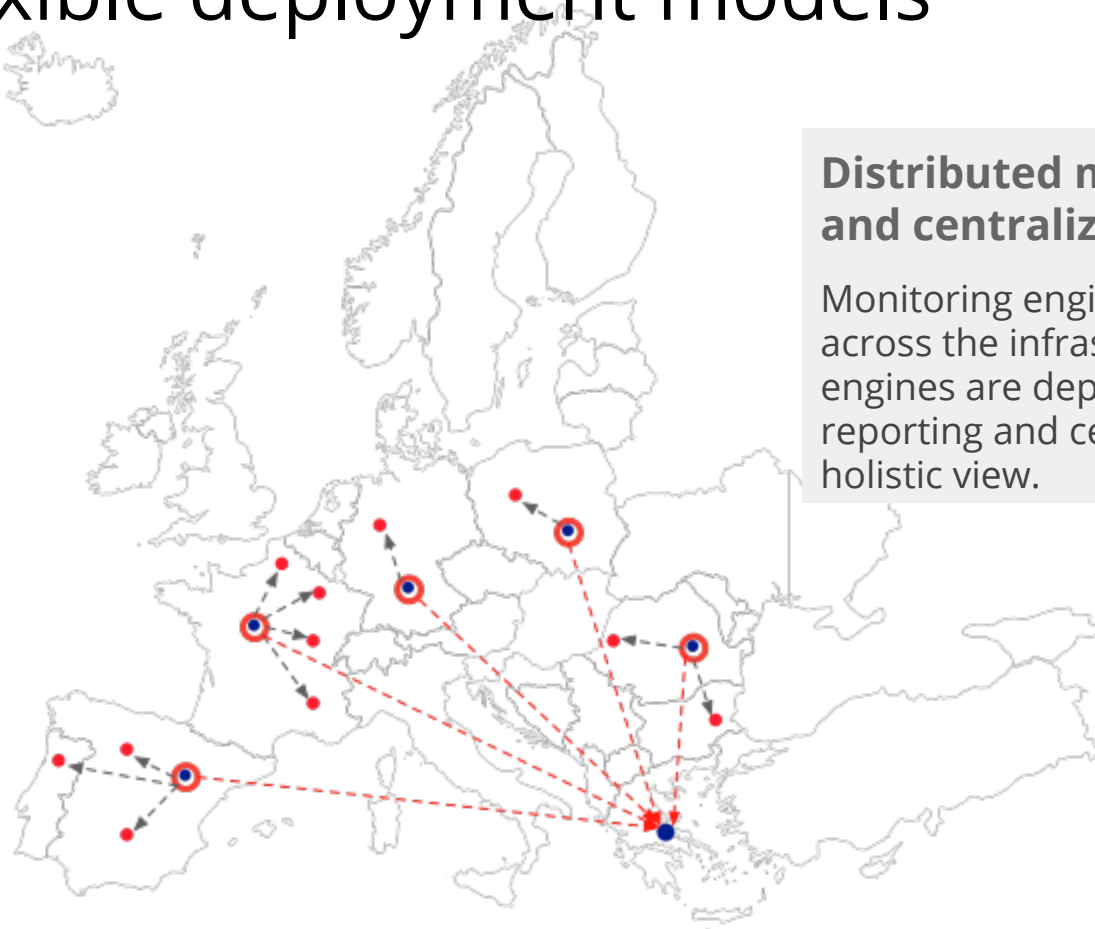 xible deployment models
Distributed
and centraliz
Monitoring engi
across the infras
engines are dep
reporting and ce
holistic view.